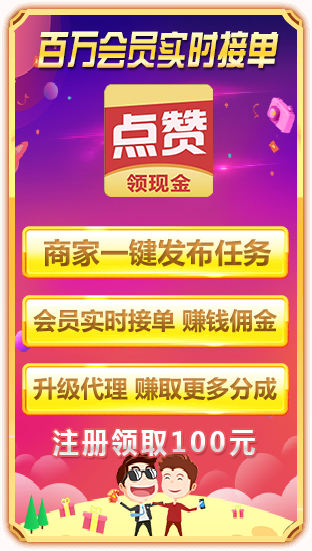 百万会员实时接单
点赞
领现金
商家一键发布任务
会员实时接单 赚钱佣金
升级代理 赚取更多分成
注册领取100元